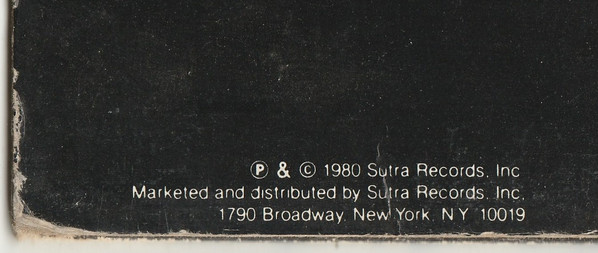 ℗ & © 1980 Sutra Records, Inc
Marketed and distributed by Sutra Records, Inc.
1790 Broadway, New York, N.Y. 10019